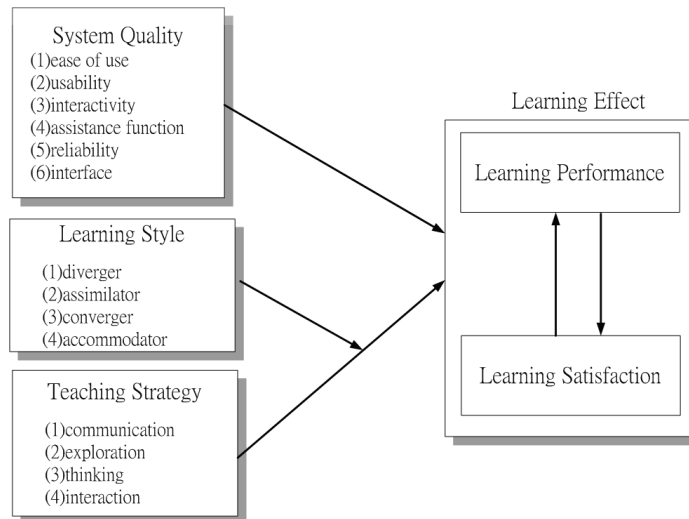 System Quality
(1)ease of use
(2)usability
(3)interactivity
(4)assistance function
(5)reliability
(6)interface
Learning Style
(1)diverger
(2)assimilator
(3)converger
(4)accommodator
Teaching Strategy
(1)communication
(2)exploration
(3)thinking
(4)interaction
Learning Effect
Learning Performance
Learning Satisfaction